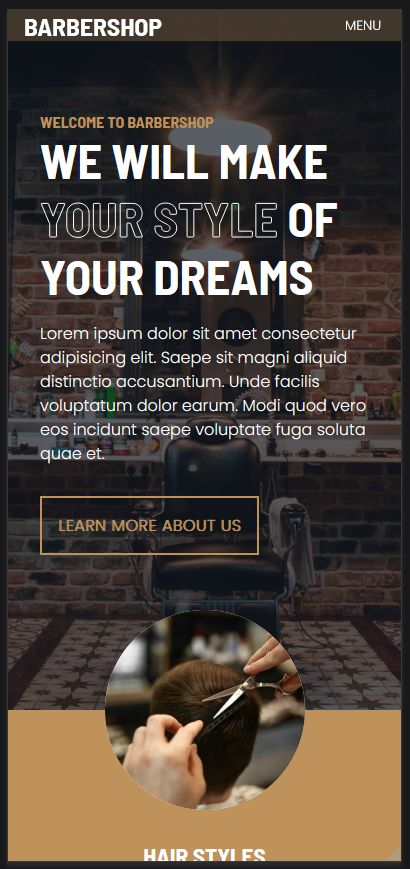 BARBERSHOP
MENU
WELCOME TO BARBERSHOP
WE WILL MAKE
YOUR STYLE OF
YOUR DREAMS
Lorem ipsum dolor sit amet consectetur
adipisicing elit. Saepe sit magni aliquid
distinctio accusantium. Unde facilis
voluptatum dolor earum. Modi quod vero
eos incidunt saepe voluptate fuga soluta
quae et.
LEARN MORE ABOUT US
HAIR STYLES